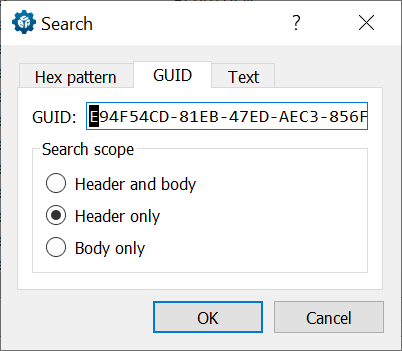 Search
?
Hex pattern GUID Text
GUID: E94F54CD-81EB-47ED-AEC3-856F
Search scope
Header and body
Header only
Body only
OK Cancel